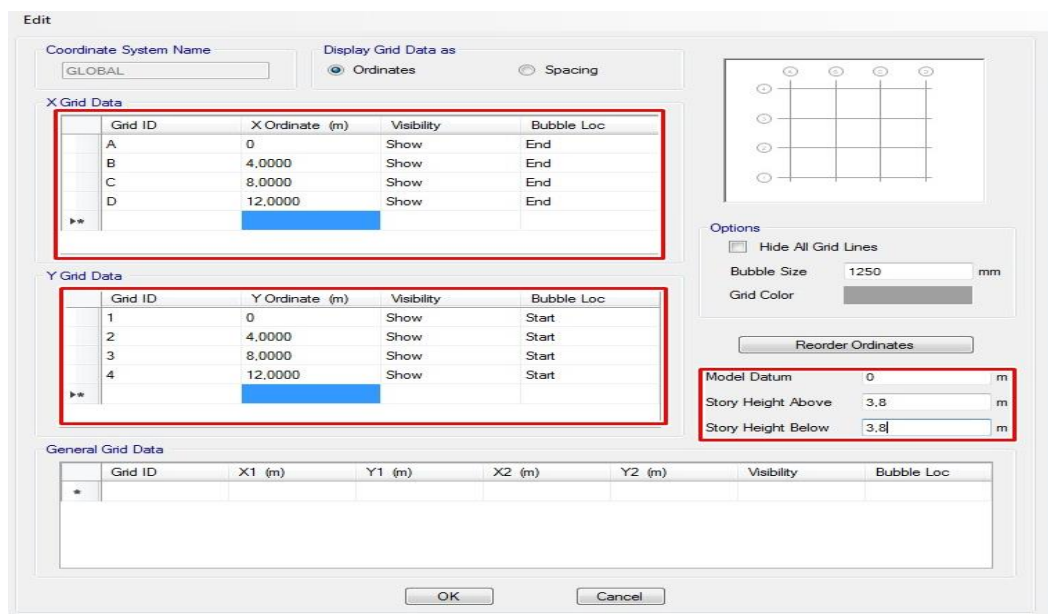 Edit
Coordinate System Name
GLOBAL
Display Grid Data as
Ordinates Spacing
X Grid Data
Grid ID X Ordinate (m) Visibility Bubble Loc
A 0 Show End
B 4,0000 Show End
C 8,0000 Show End
D 12,0000 Show End
Y Grid Data
Grid ID Y Ordinate (m) Visibility Bubble Loc
1 0 Show Start
2 4,0000 Show Start
3 8,0000 Show Start
4 12,0000 Show Start
Options
Hide All Grid Lines
Bubble Size 1250 mm
Grid Color
Reorder Ordinates
Model Datum 0 m
Story Height Above 3,8 m
Story Height Below 3,8 m
General Grid Data
Grid ID X1 (m) Y1 (m) X2 (m) Y2 (m) Visibility Bubble Loc
OK Cancel